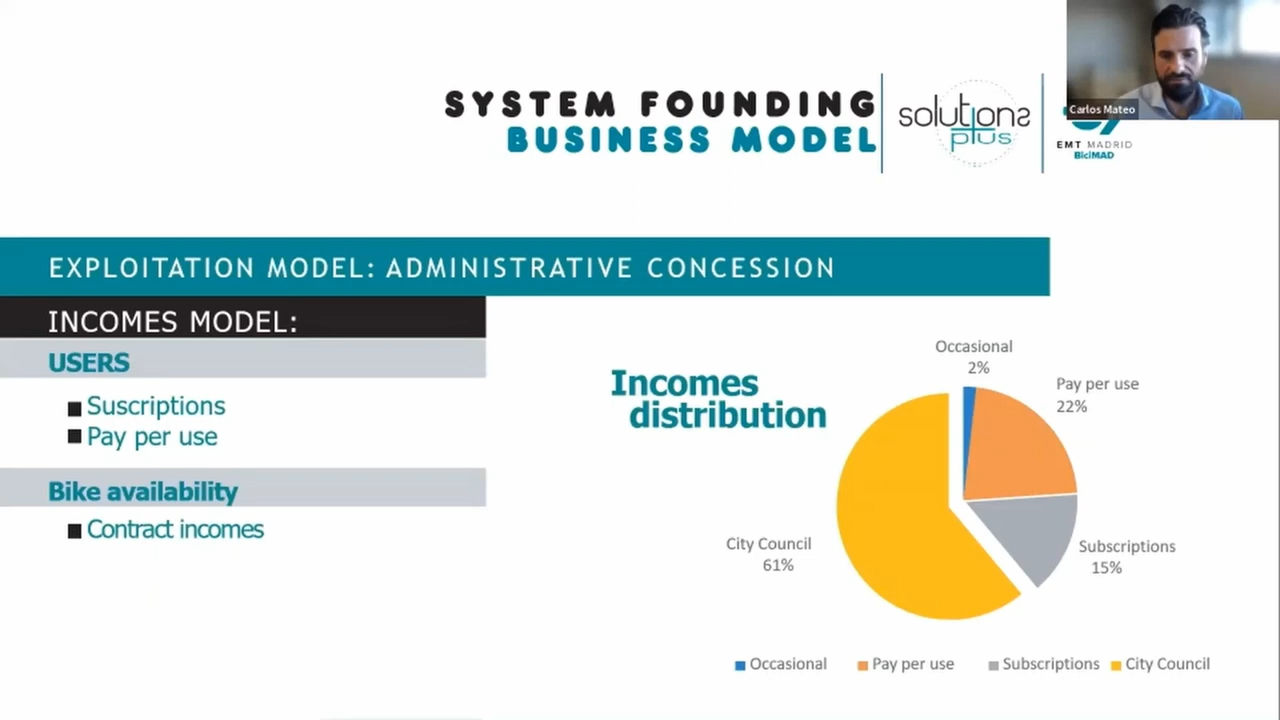 SYSTEM FOUNDING
BUSINESS MODEL
solutions
plus
Carlos Mateo
EMT MADRID
BiciMAD
EXPLOITATION MODEL: ADMINISTRATIVE CONCESSION
INCOMES MODEL:
USERS
Suscriptions
Pay per use
Bike availability
Contract incomes
Incomes
distribution
Occasional
2%
Pay per use
22%
City Council
61%
Subscriptions
15%
Occasional Pay per use Subscriptions City Council